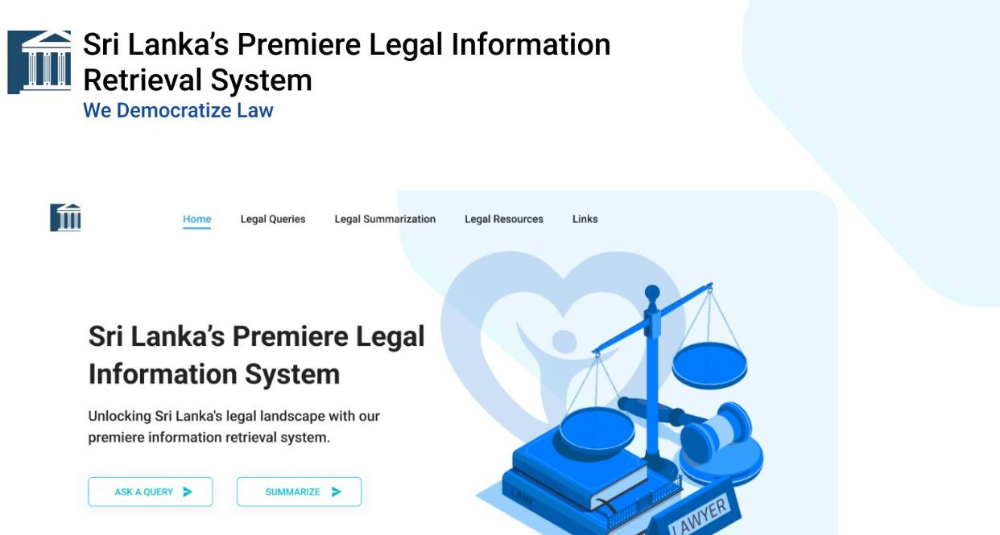 Sri Lanka’s Premiere Legal Information
Retrieval System
We Democratize Law
Home Legal Queries Legal Summarization Legal Resources Links
Sri Lanka’s Premiere Legal
Information System
Unlocking Sri Lanka's legal landscape with our
premiere information retrieval system.
ASK A QUERY SUMMARIZE
LAW
LAWYER